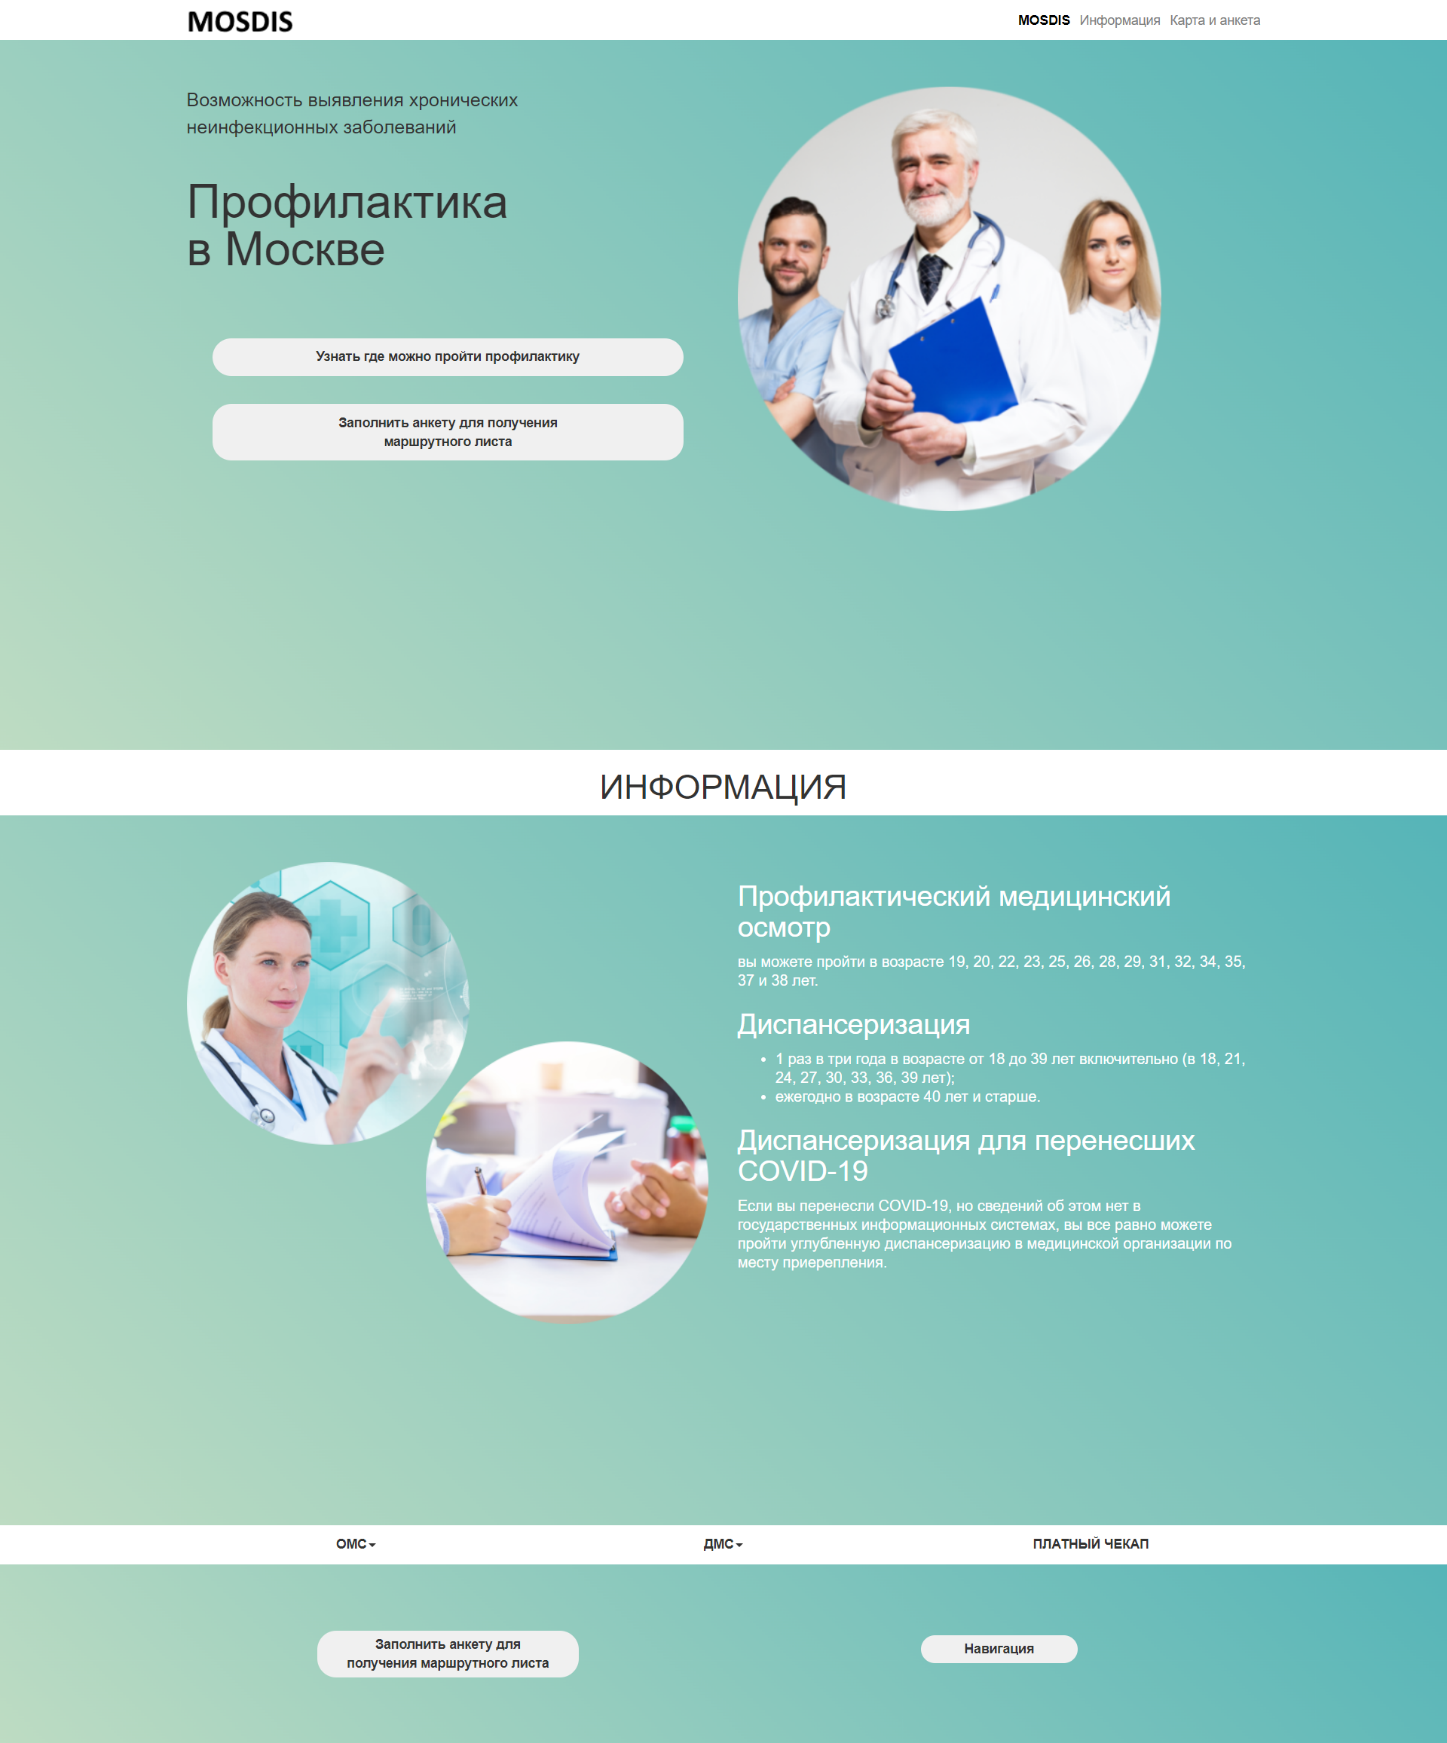 MOSDIS
MOSDIS Информация Карта и анкета
Возможность выявления хронических
неинфекционных заболеваний
Профилактика
в Москве
Узнать где можно пройти профилактику
Заполнить анкету для получения
маршрутного листа
ИНФОРМАЦИЯ
Профилактический медицинский
осмотр
вы можете пройти в возрасте 19, 20, 22, 23, 25, 26, 28, 29, 31, 32, 34, 35,
37 и 38 лет.
Диспансеризация
• 1 раз в три года в возрасте от 18 до 39 лет включительно (в 18, 21,
24, 27, 30, 33, 36, 39 лет);
• ежегодно в возрасте 40 лет и старше.
Диспансеризация для перенесших
COVID-19
Если вы перенесли COVID-19, но сведений об этом нет в
государственных информационных системах, вы все равно можете
пройти углубленную диспансеризацию в медицинской организации по
месту приерепления.
ОМС
ДМС
ПЛАТНЫЙ ЧЕКАП
Заполнить анкету для
получения маршрутного листа
Навигация